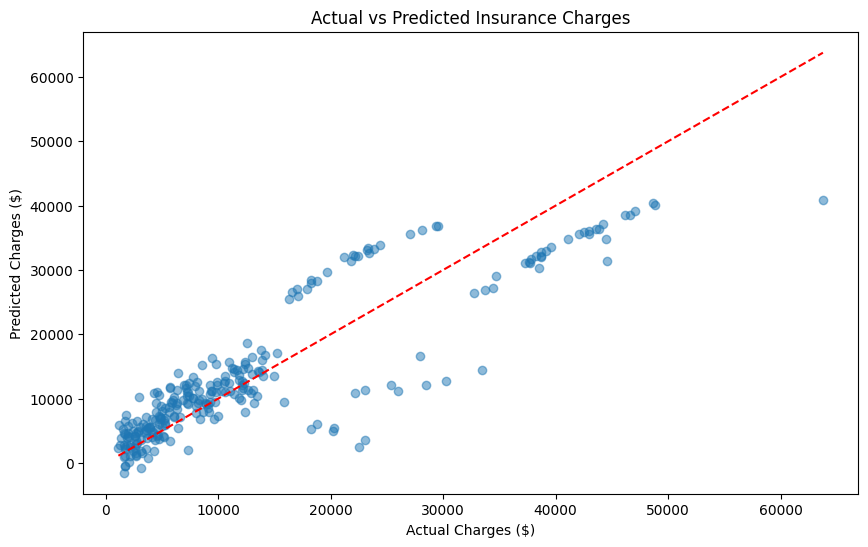 Actual vs Predicted Insurance Charges
Predicted Charges ($)
60000
50000
40000
30000
20000
10000
0
0 10000 20000 30000 40000 50000 60000
Actual Charges ($)